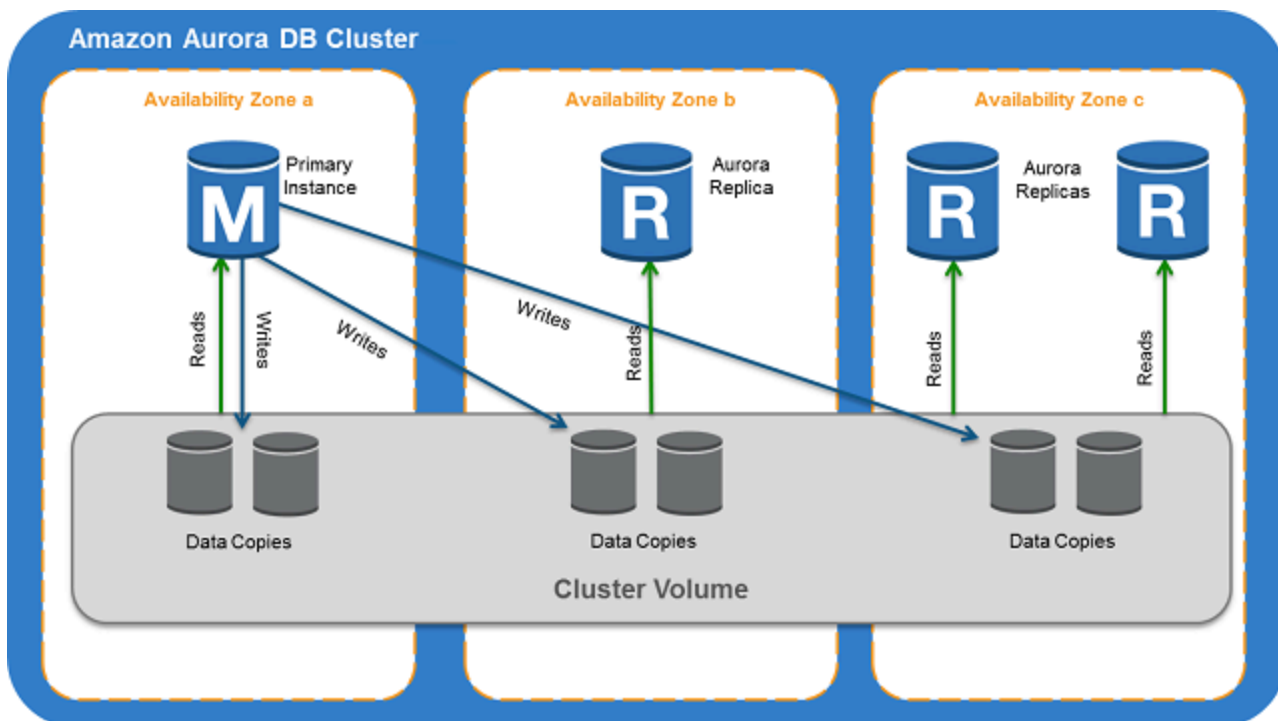 Amazon Aurora DB Cluster
Availability Zone a
Availability Zone b
Availability Zone c
M
Primary
Instance
R
Aurora
Replica
R
Aurora
Replicas
R
Reads
Writes
Writes
Writes
Reads
Reads
Reads
Data Copies
Data Copies
Data Copies
Cluster Volume